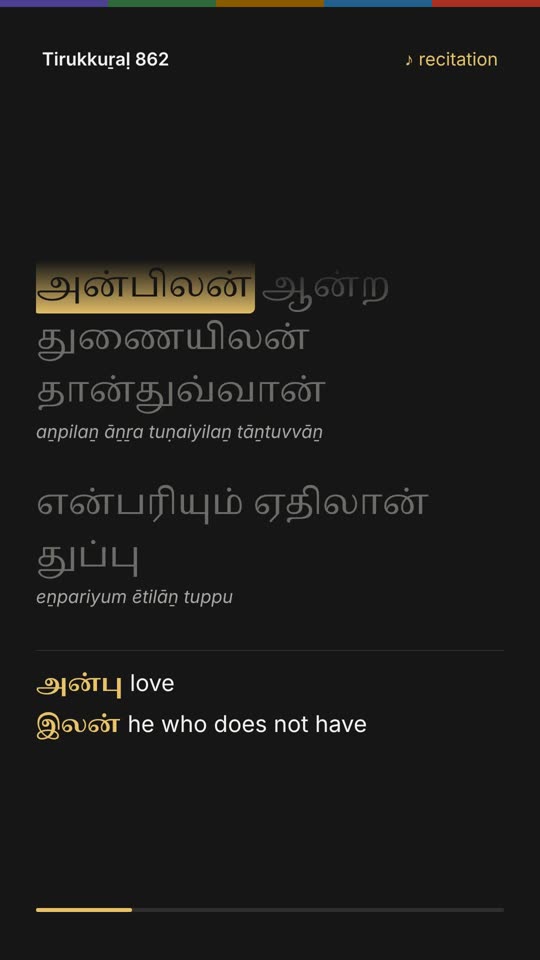 Tirukkuṟaḷ 862
♪ recitation
அன்பிலன் ஆன்ற
துணையிலன்
தான்துவ்வான்
aṉpilaṉ āṉṟa tuṇaiyilaṉ tāṉtuvvāṉ
என்பரியும் ஏதிலான்
துப்பு
eṉpariyum ētilāṉ tuppu
அன்பு love
இலன் he who does not have